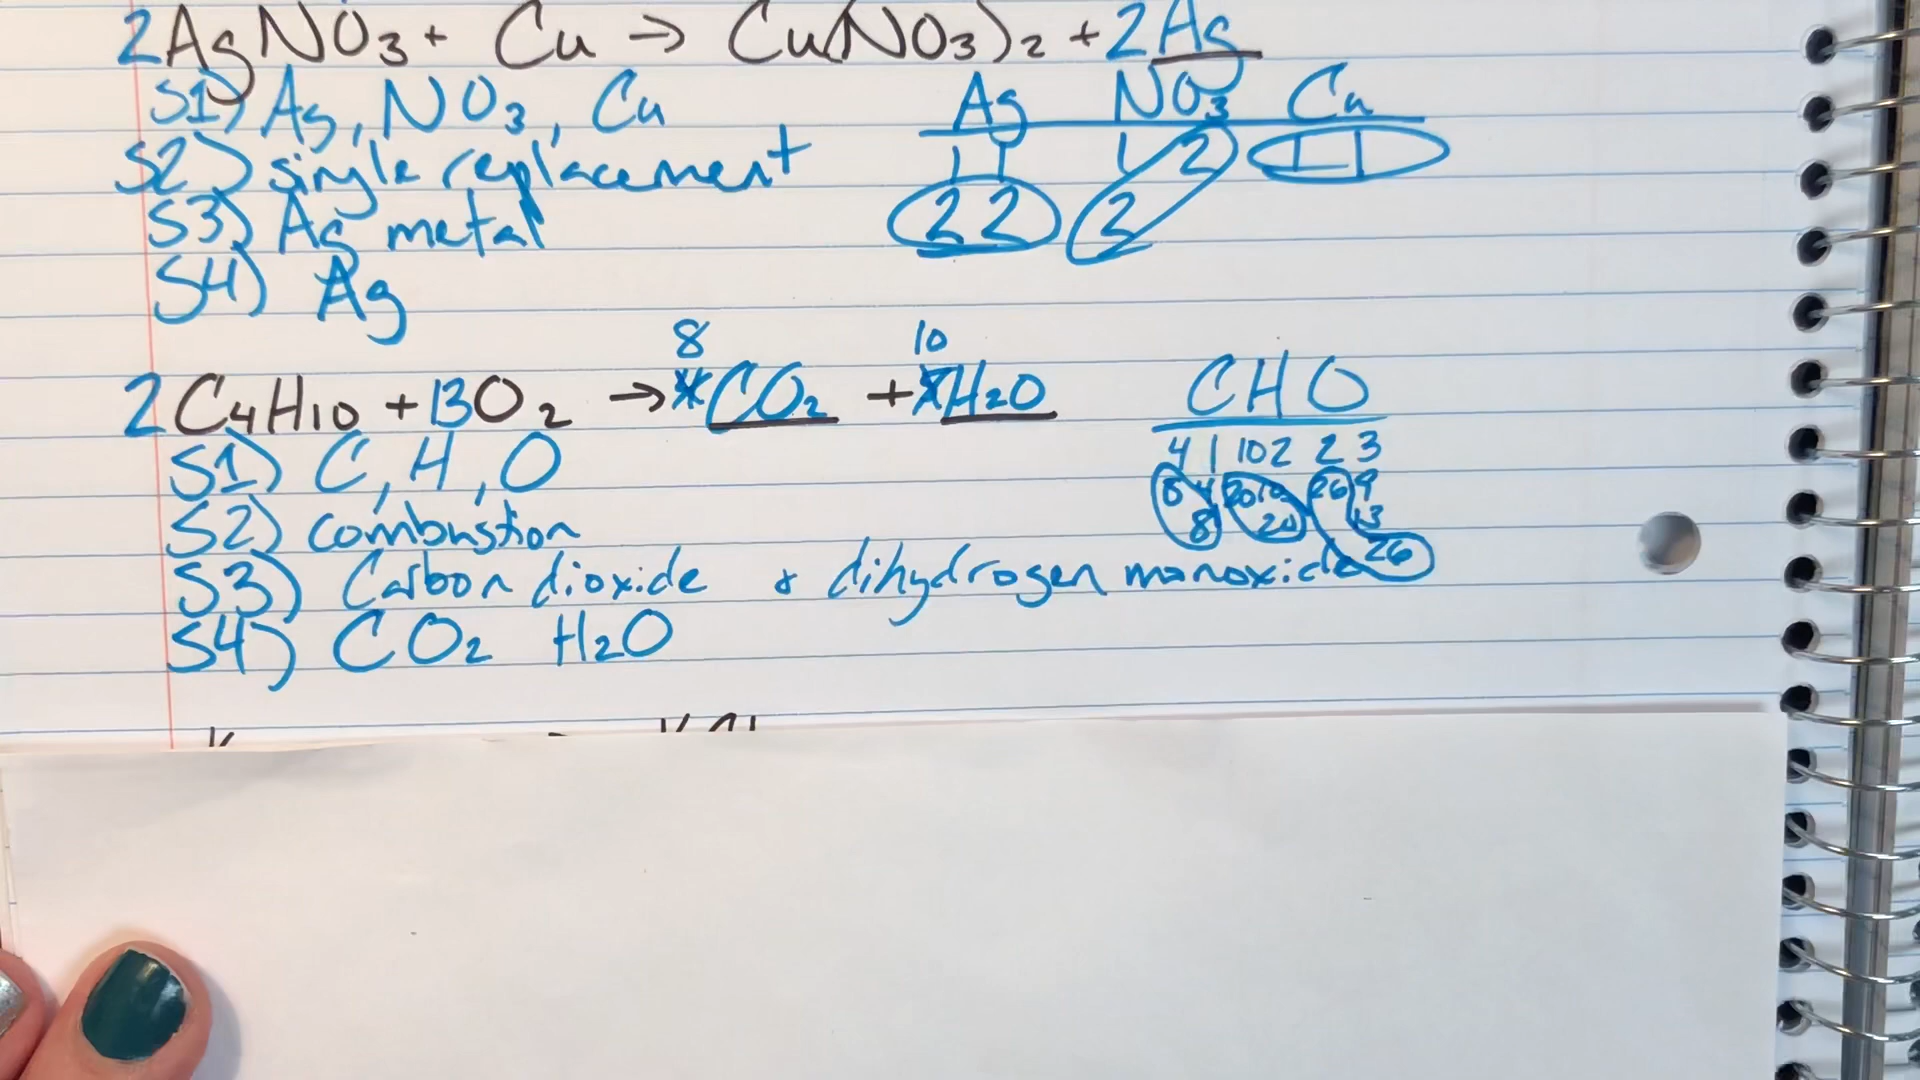 2AgNO3 + Cu → Cu(NO3)2 + 2Ag
S1) Ag, NO3, Cu
Ag NO3 Cu
S2) single replacement
1 1 1 2 1 1
S3) Ag metal
2 2 2
S4) Ag
8 10
2C4H10 + 13O2 → CO2 + H2O
C H O
S1) C, H, O
4 1 10 2 2 3
8 4 20 10 26 9
S2) combustion
8 20 13
S3) Carbon dioxide & dihydrogen monoxide
26
S4) CO2 H2O